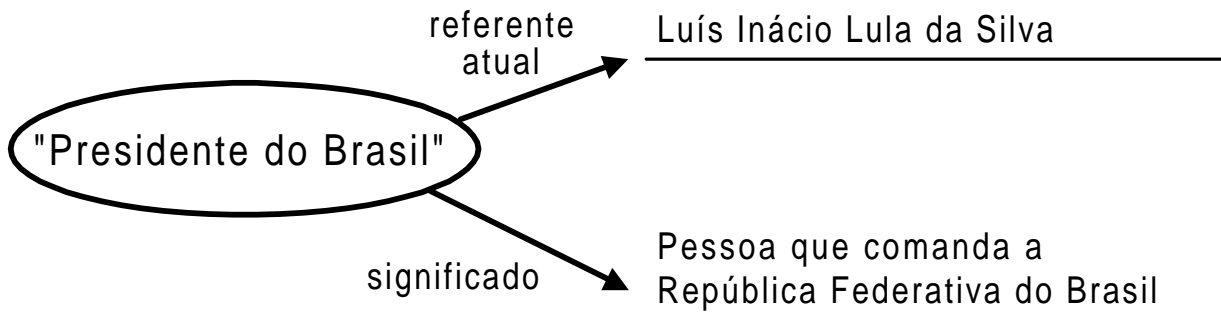 referente
atual
Luís Inácio Lula da Silva
"Presidente do Brasil"
significado
Pessoa que comanda a
República Federativa do Brasil